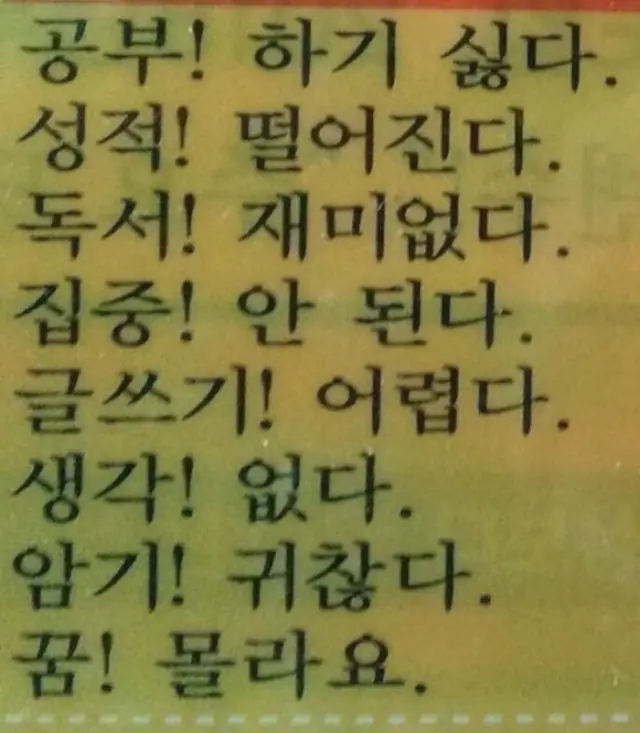 공부! 하기 싫다.
성적! 떨어진다.
독서! 재미없다.
집중! 안 된다.
글쓰기! 어렵다.
생각! 없다.
암기! 귀찮다.
꿈! 몰라요.